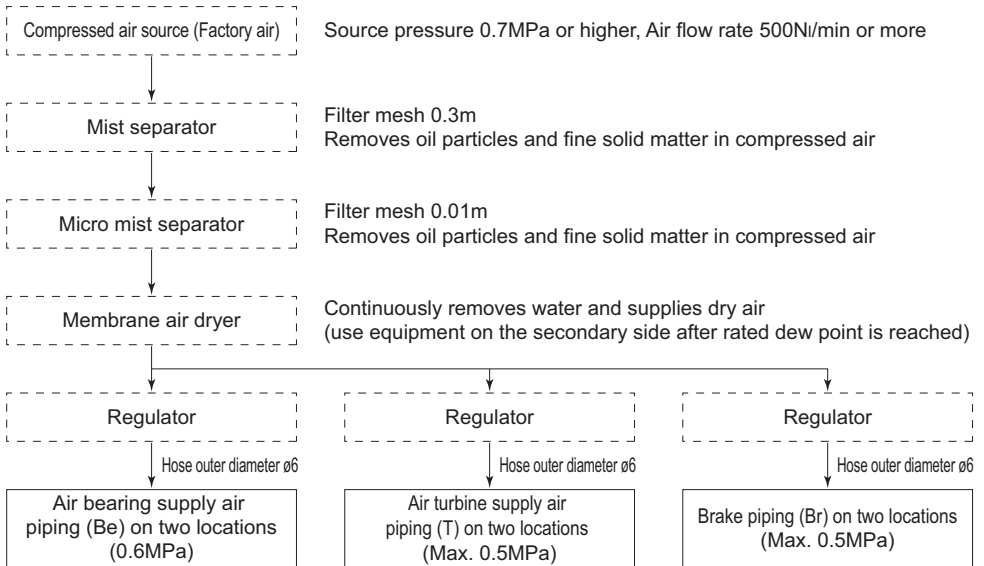 Compressed air source (Factory air)
Source pressure 0.7MPa or higher, Air flow rate 500Nl/min or more
Mist separator
Filter mesh 0.3m
Removes oil particles and fine solid matter in compressed air
Micro mist separator
Filter mesh 0.01m
Removes oil particles and fine solid matter in compressed air
Membrane air dryer
Continuously removes water and supplies dry air
(use equipment on the secondary side after rated dew point is reached)
Regulator
Regulator
Regulator
Hose outer diameter ø6
Hose outer diameter ø6
Hose outer diameter ø6
Air bearing supply air
piping (Be) on two locations
(0.6MPa)
Air turbine supply air
piping (T) on two locations
(Max. 0.5MPa)
Brake piping (Br) on two locations
(Max. 0.5MPa)